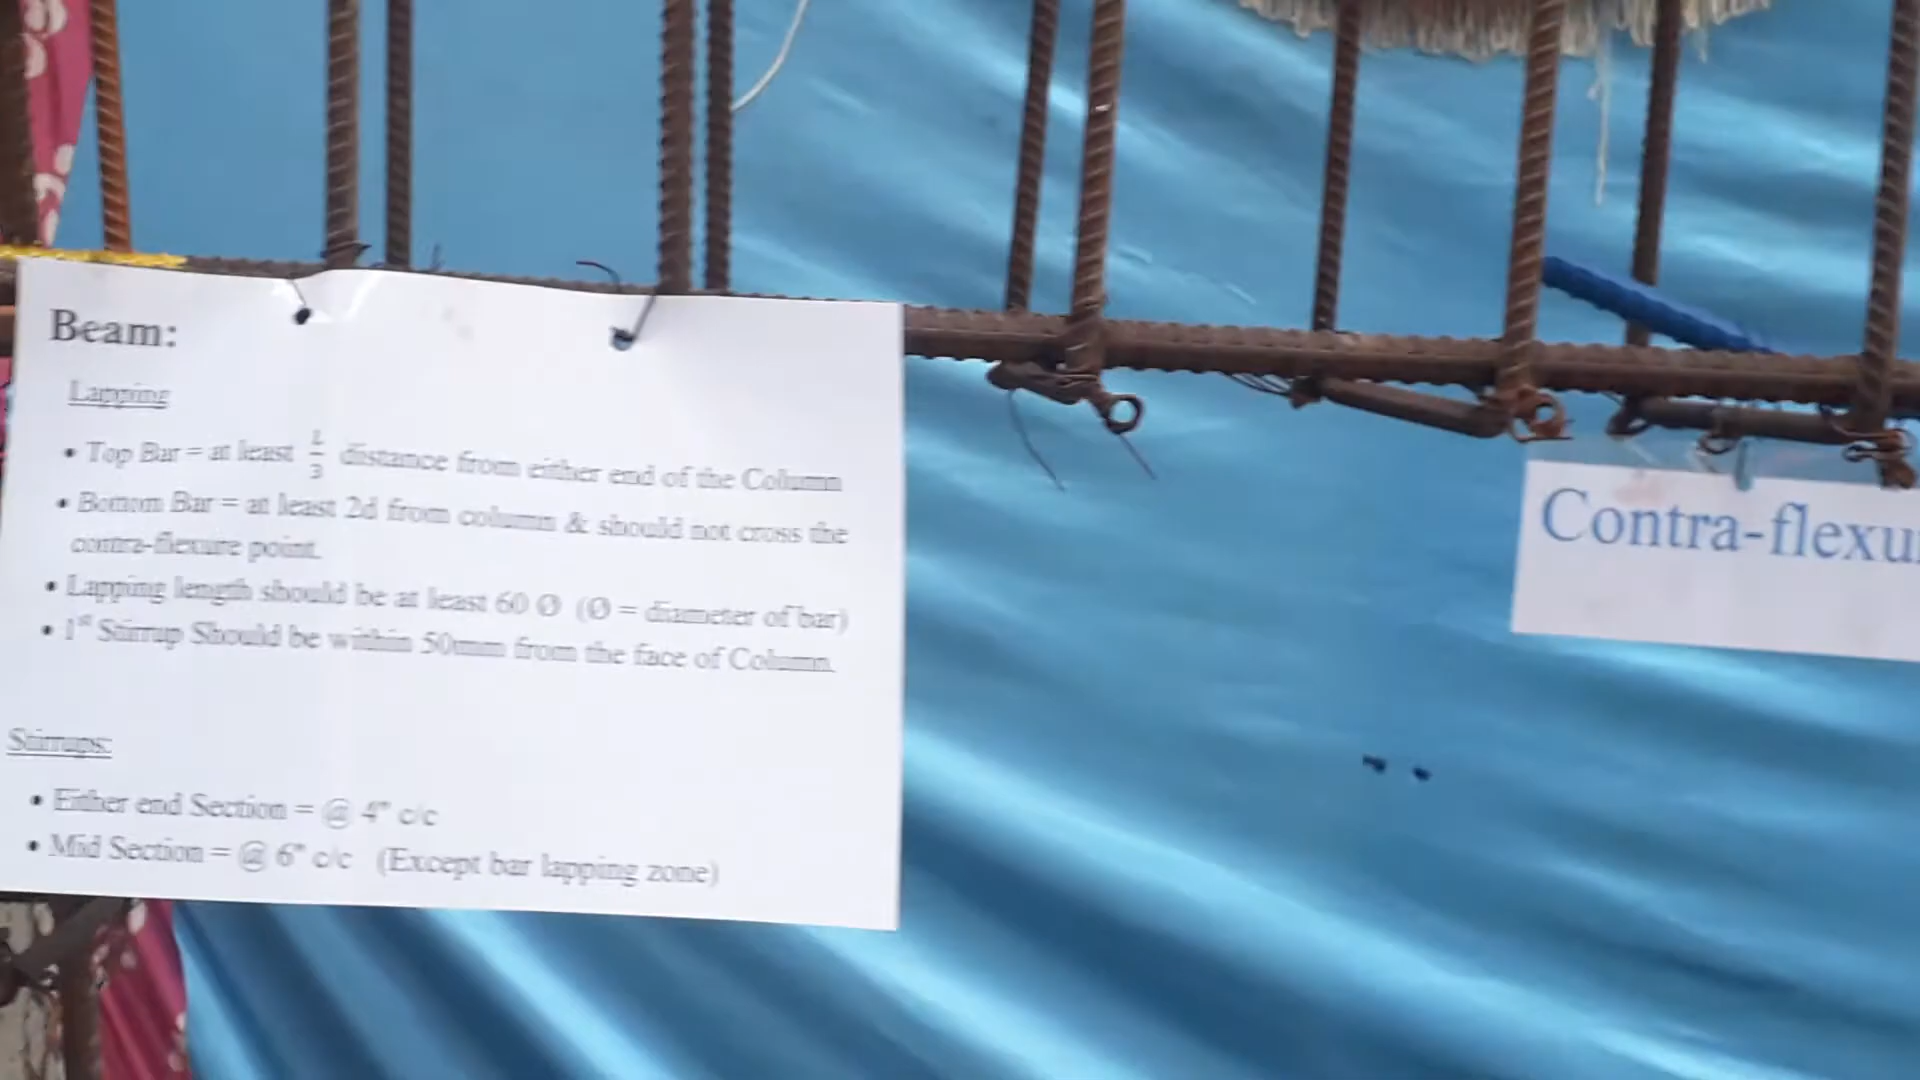 Beam:
Lapping
• Top Bar = at least L/3 distance from either end of the Column
• Bottom Bar = at least 2d from column & should not cross the
contra-flexure point.
• Lapping length should be at least 60 Ø (Ø = diameter of bar)
• 1st Stirrup Should be within 50mm from the face of Column.
Stirrups:
• Either end Section = @ 4" c/c
• Mid Section = @ 6" c/c (Except bar lapping zone)
Contra-flexu